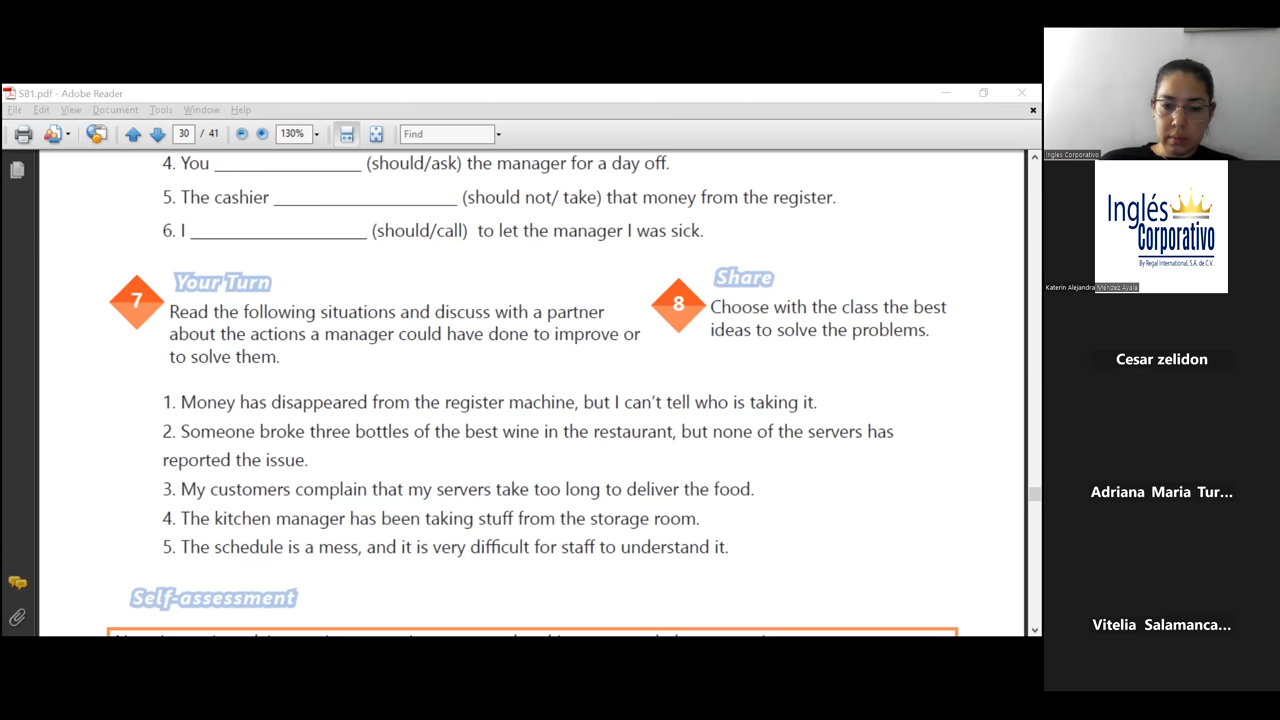 SB1.pdf - Adobe Reader
File Edit View Document Tools Window Help
30 / 41 130% Find
4. You ________________ (should/ask) the manager for a day off.
5. The cashier ____________________ (should not/ take) that money from the register.
6. I ___________________ (should/call) to let the manager I was sick.
7
Your Turn
Read the following situations and discuss with a partner
about the actions a manager could have done to improve or
to solve them.
8
Share
Choose with the class the best
ideas to solve the problems.
1. Money has disappeared from the register machine, but I can't tell who is taking it.
2. Someone broke three bottles of the best wine in the restaurant, but none of the servers has
reported the issue.
3. My customers complain that my servers take too long to deliver the food.
4. The kitchen manager has been taking stuff from the storage room.
5. The schedule is a mess, and it is very difficult for staff to understand it.
Self-assessment
Ingles Corporativo
Inglés
Corporativo
By Regal International, S.A. de C.V.
Katerin Alejandra Mendez Ayala
Cesar zelidon
Adriana Maria Tur...
Vitelia Salamanca...